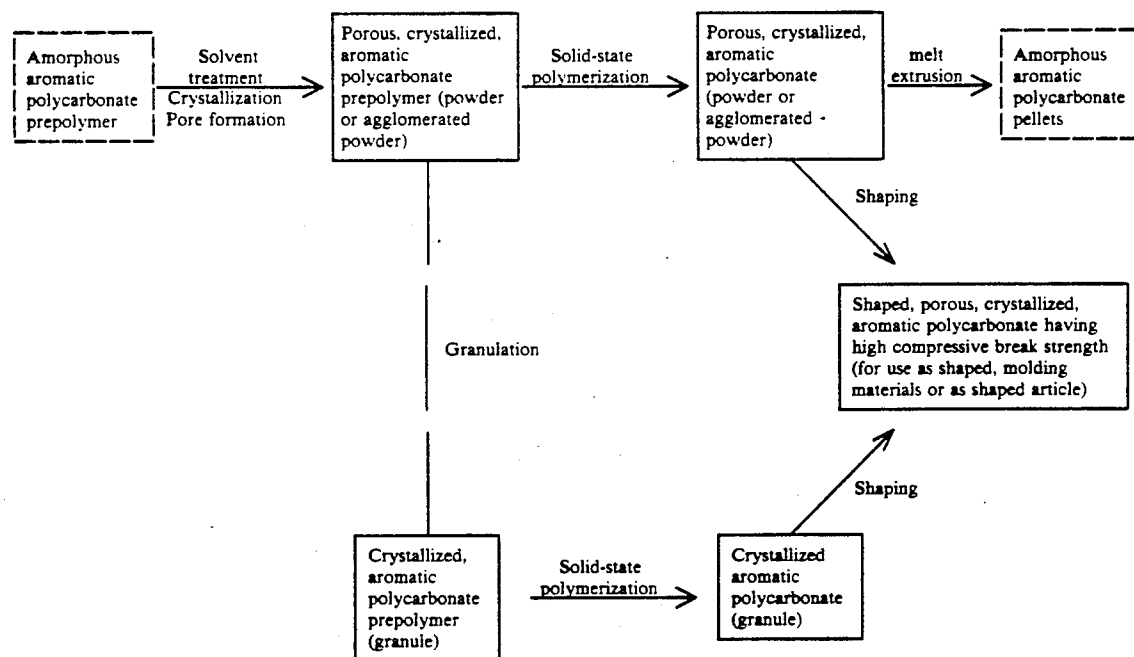 Amorphous
aromatic
polycarbonate
prepolymer
Solvent
treatment
Crystallization
Pore formation
Porous, crystallized,
aromatic
polycarbonate
prepolymer (powder
or agglomerated
powder)
Solid-state
polymerization
Porous, crystallized,
aromatic
polycarbonate
(powder or
agglomerated -
powder)
melt
extrusion
Amorphous
aromatic
polycarbonate
pellets
Shaping
Granulation
Shaped, porous, crystallized,
aromatic polycarbonate having
high compressive break strength
(for use as shaped, molding
materials or as shaped article)
Shaping
Crystallized,
aromatic
polycarbonate
prepolymer
(granule)
Solid-state
polymerization
Crystallized
aromatic
polycarbonate
(granule)